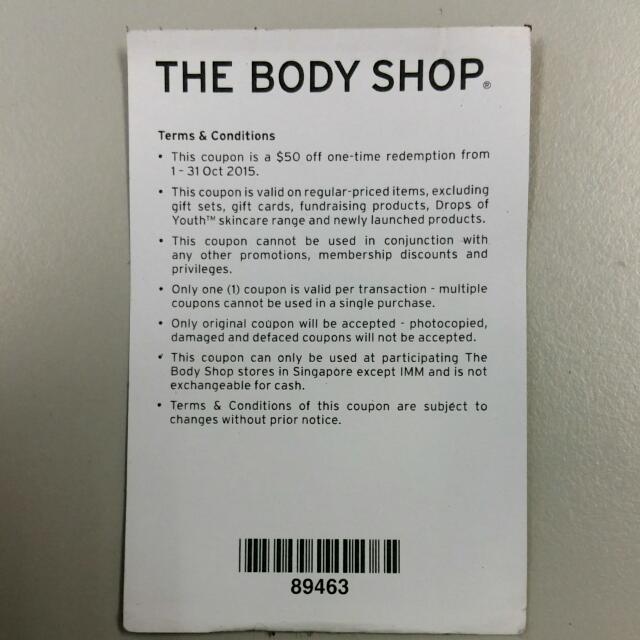 THE BODY SHOP®
Terms & Conditions
• This coupon is a $50 off one-time redemption from
1 - 31 Oct 2015.
• This coupon is valid on regular-priced items, excluding
gift sets, gift cards, fundraising products, Drops of
Youth™ skincare range and newly launched products.
• This coupon cannot be used in conjunction with
any other promotions, membership discounts and
privileges.
• Only one (1) coupon is valid per transaction - multiple
coupons cannot be used in a single purchase.
• Only original coupon will be accepted - photocopied,
damaged and defaced coupons will not be accepted.
• This coupon can only be used at participating The
Body Shop stores in Singapore except IMM and is not
exchangeable for cash.
• Terms & Conditions of this coupon are subject to
changes without prior notice.
89463